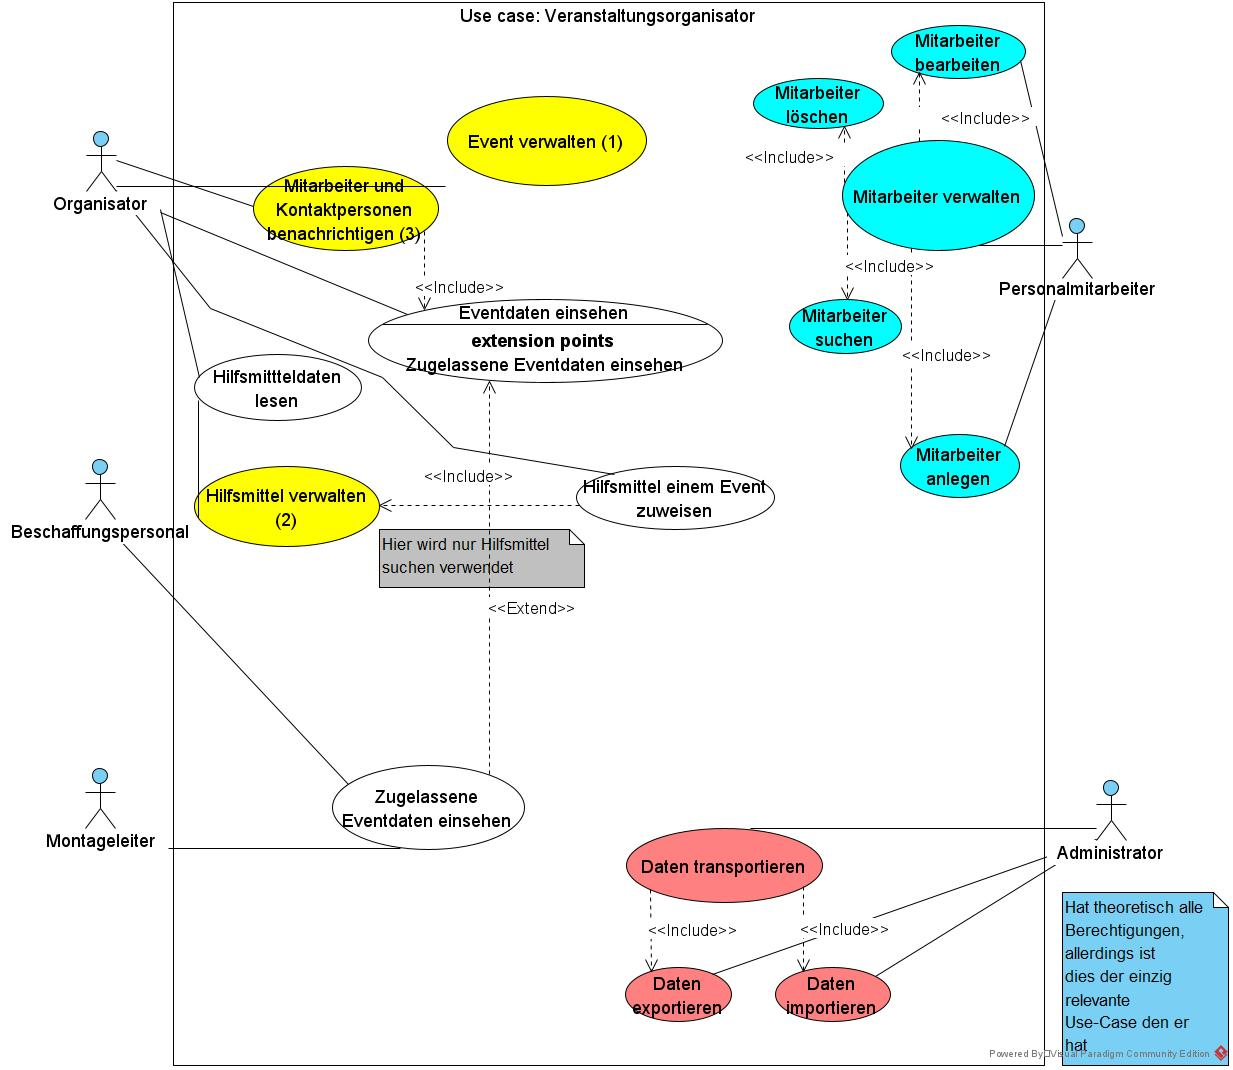 Use case: Veranstaltungsorganisator
Mitarbeiter
bearbeiten
Mitarbeiter
löschen
<<Include>>
Event verwalten (1)
<<Include>>
Mitarbeiter verwalten
Organisator
Mitarbeiter und
Kontaktpersonen
benachrichtigen (3)
<<Include>>
Personalmitarbeiter
<<Include>>
Eventdaten einsehen
extension points
Zugelassene Eventdaten einsehen
Mitarbeiter
suchen
<<Include>>
Hilfsmittteldaten
lesen
Mitarbeiter
anlegen
<<Include>>
Beschaffungspersonal
Hilfsmittel verwalten
(2)
Hilfsmittel einem Event
zuweisen
Hier wird nur Hilfsmittel
suchen verwendet
<<Extend>>
Montageleiter
Zugelassene
Eventdaten einsehen
Administrator
Daten transportieren
<<Include>>
<<Include>>
Daten
exportieren
Daten
importieren
Hat theoretisch alle
Berechtigungen,
allerdings ist
dies der einzig
relevante
Use-Case den er
hat
Powered By Visual Paradigm Community Edition